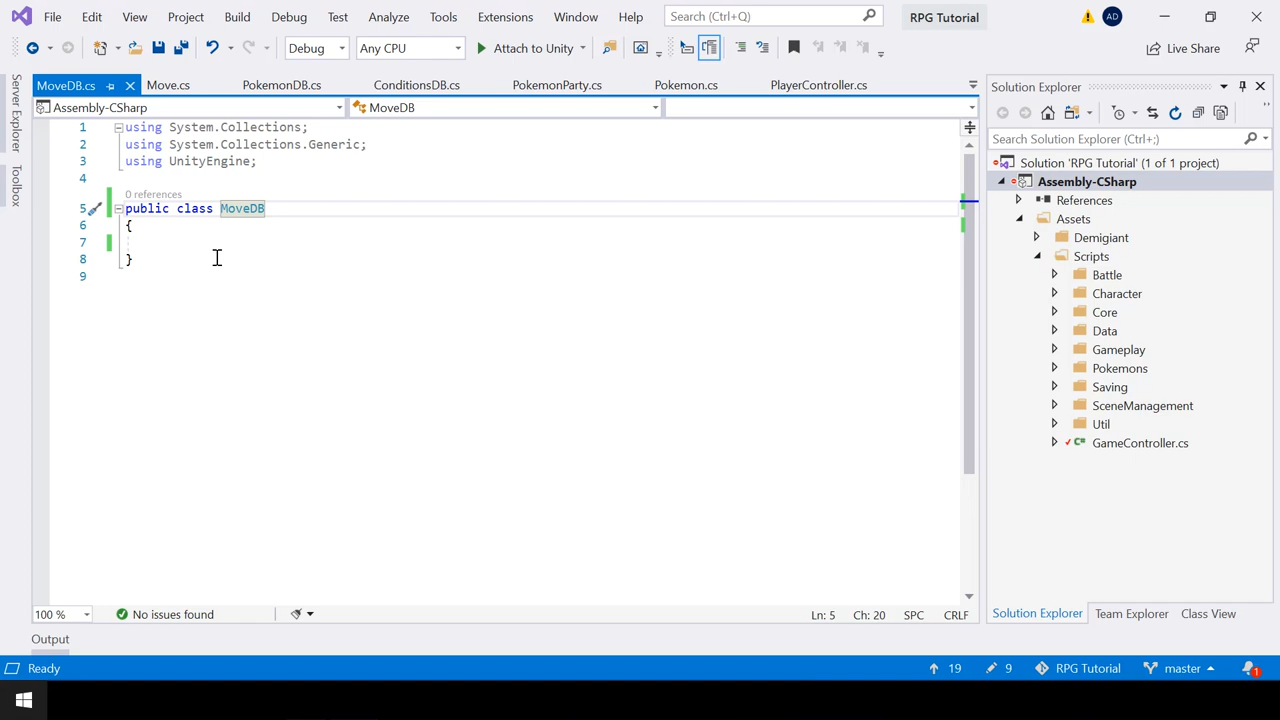 File Edit View Project Build Debug Test Analyze Tools Extensions Window Help Search (Ctrl+Q) RPG Tutorial AD
Debug Any CPU Attach to Unity Live Share
MoveDB.cs Move.cs PokemonDB.cs ConditionsDB.cs PokemonParty.cs Pokemon.cs PlayerController.cs
Assembly-CSharp MoveDB
1 using System.Collections;
2 using System.Collections.Generic;
3 using UnityEngine;
4
0 references
5 public class MoveDB
6 {
7
8 }
9
Server Explorer
Toolbox
Solution Explorer
Search Solution Explorer (Ctrl+;)
Solution 'RPG Tutorial' (1 of 1 project)
Assembly-CSharp
References
Assets
Demigiant
Scripts
Battle
Character
Core
Data
Gameplay
Pokemons
Saving
SceneManagement
Util
GameController.cs
100 % No issues found Ln: 5 Ch: 20 SPC CRLF
Solution Explorer Team Explorer Class View
Output
Ready 19 9 RPG Tutorial master 1